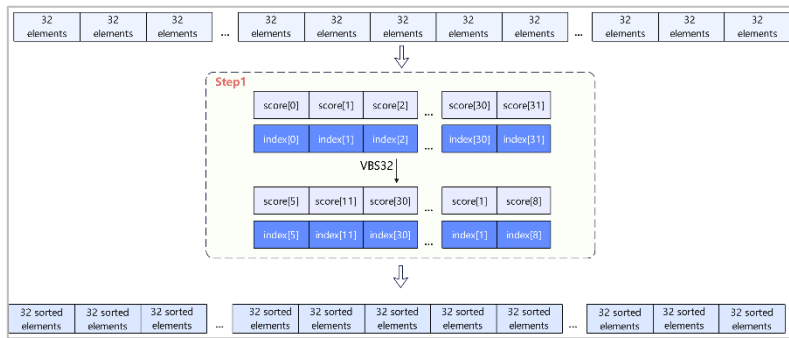 32 elements 32 elements 32 elements ... 32 elements 32 elements 32 elements 32 elements 32 elements ... 32 elements 32 elements 32 elements
Step1
score[0] score[1] score[2] ... score[30] score[31]
index[0] index[1] index[2] ... index[30] index[31]
VBS32
score[5] score[11] score[30] ... score[1] score[8]
index[5] index[11] index[30] ... index[1] index[8]
32 sorted elements 32 sorted elements 32 sorted elements ... 32 sorted elements 32 sorted elements 32 sorted elements 32 sorted elements 32 sorted elements ... 32 sorted elements 32 sorted elements 32 sorted elements